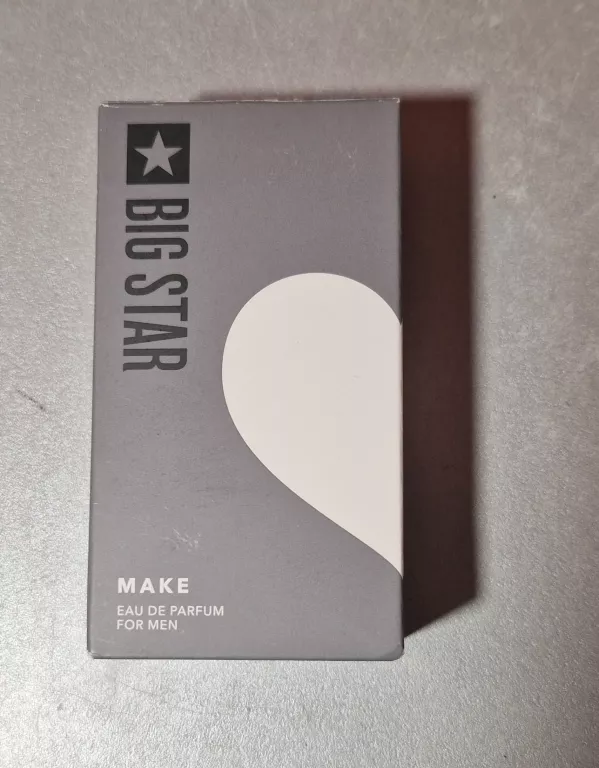 BIG STAR
MAKE
EAU DE PARFUM
FOR MEN